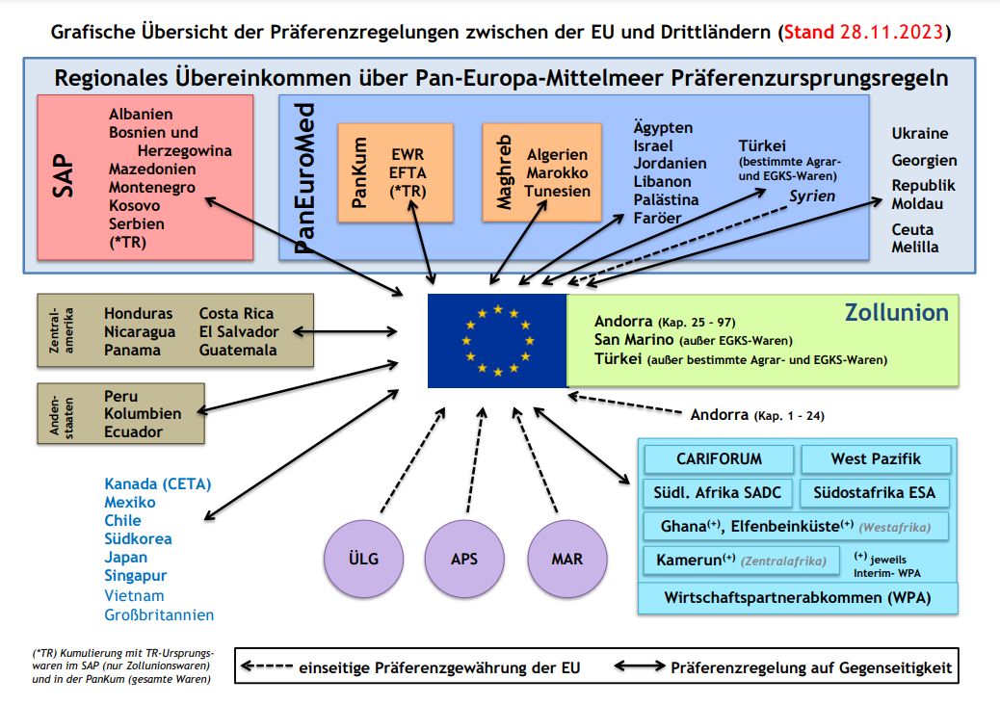 Grafische Übersicht der Präferenzregelungen zwischen der EU und Drittländern (Stand 28.11.2023)
Regionales Übereinkommen über Pan-Europa-Mittelmeer Präferenzursprungsregeln
SAP
Albanien
Bosnien und
Herzegowina
Mazedonien
Montenegro
Kosovo
Serbien
(*TR)
PanEuroMed
PanKum
EWR
EFTA
(*TR)
Maghreb
Algerien
Marokko
Tunesien
Ägypten
Israel
Jordanien
Libanon
Palästina
Faröer
Türkei
(bestimmte Agrar-
und EGKS-Waren)
Syrien
Ukraine
Georgien
Republik
Moldau
Ceuta
Melilla
Zentral-
amerika
Honduras Costa Rica
Nicaragua El Salvador
Panama Guatemala
Zollunion
Andorra (Kap. 25 - 97)
San Marino (außer EGKS-Waren)
Türkei (außer bestimmte Agrar- und EGKS-Waren)
Anden-
staaten
Peru
Kolumbien
Ecuador
Andorra (Kap. 1 - 24)
Kanada (CETA)
Mexiko
Chile
Südkorea
Japan
Singapur
Vietnam
Großbritannien
ÜLG
APS
MAR
CARIFORUM
West Pazifik
Südl. Afrika SADC
Südostafrika ESA
Ghana(+), Elfenbeinküste(+) (Westafrika)
Kamerun(+) (Zentralafrika)
(+) jeweils
Interim- WPA
Wirtschaftspartnerabkommen (WPA)
(*TR) Kumulierung mit TR-Ursprungs-
waren im SAP (nur Zollunionswaren)
und in der PanKum (gesamte Waren)
einseitige Präferenzgewährung der EU
Präferenzregelung auf Gegenseitigkeit